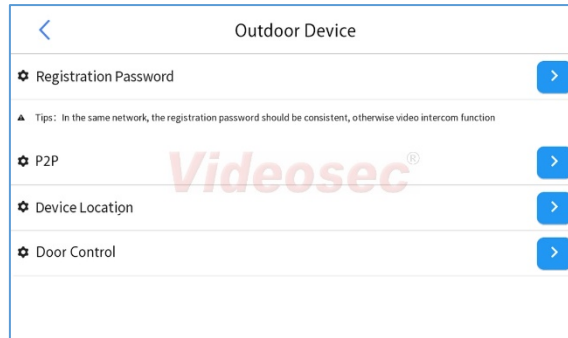 Outdoor Device
Registration Password
Tips: In the same network, the registration password should be consistent, otherwise video intercom function
P2P
Videosec®
Device Location
Door Control